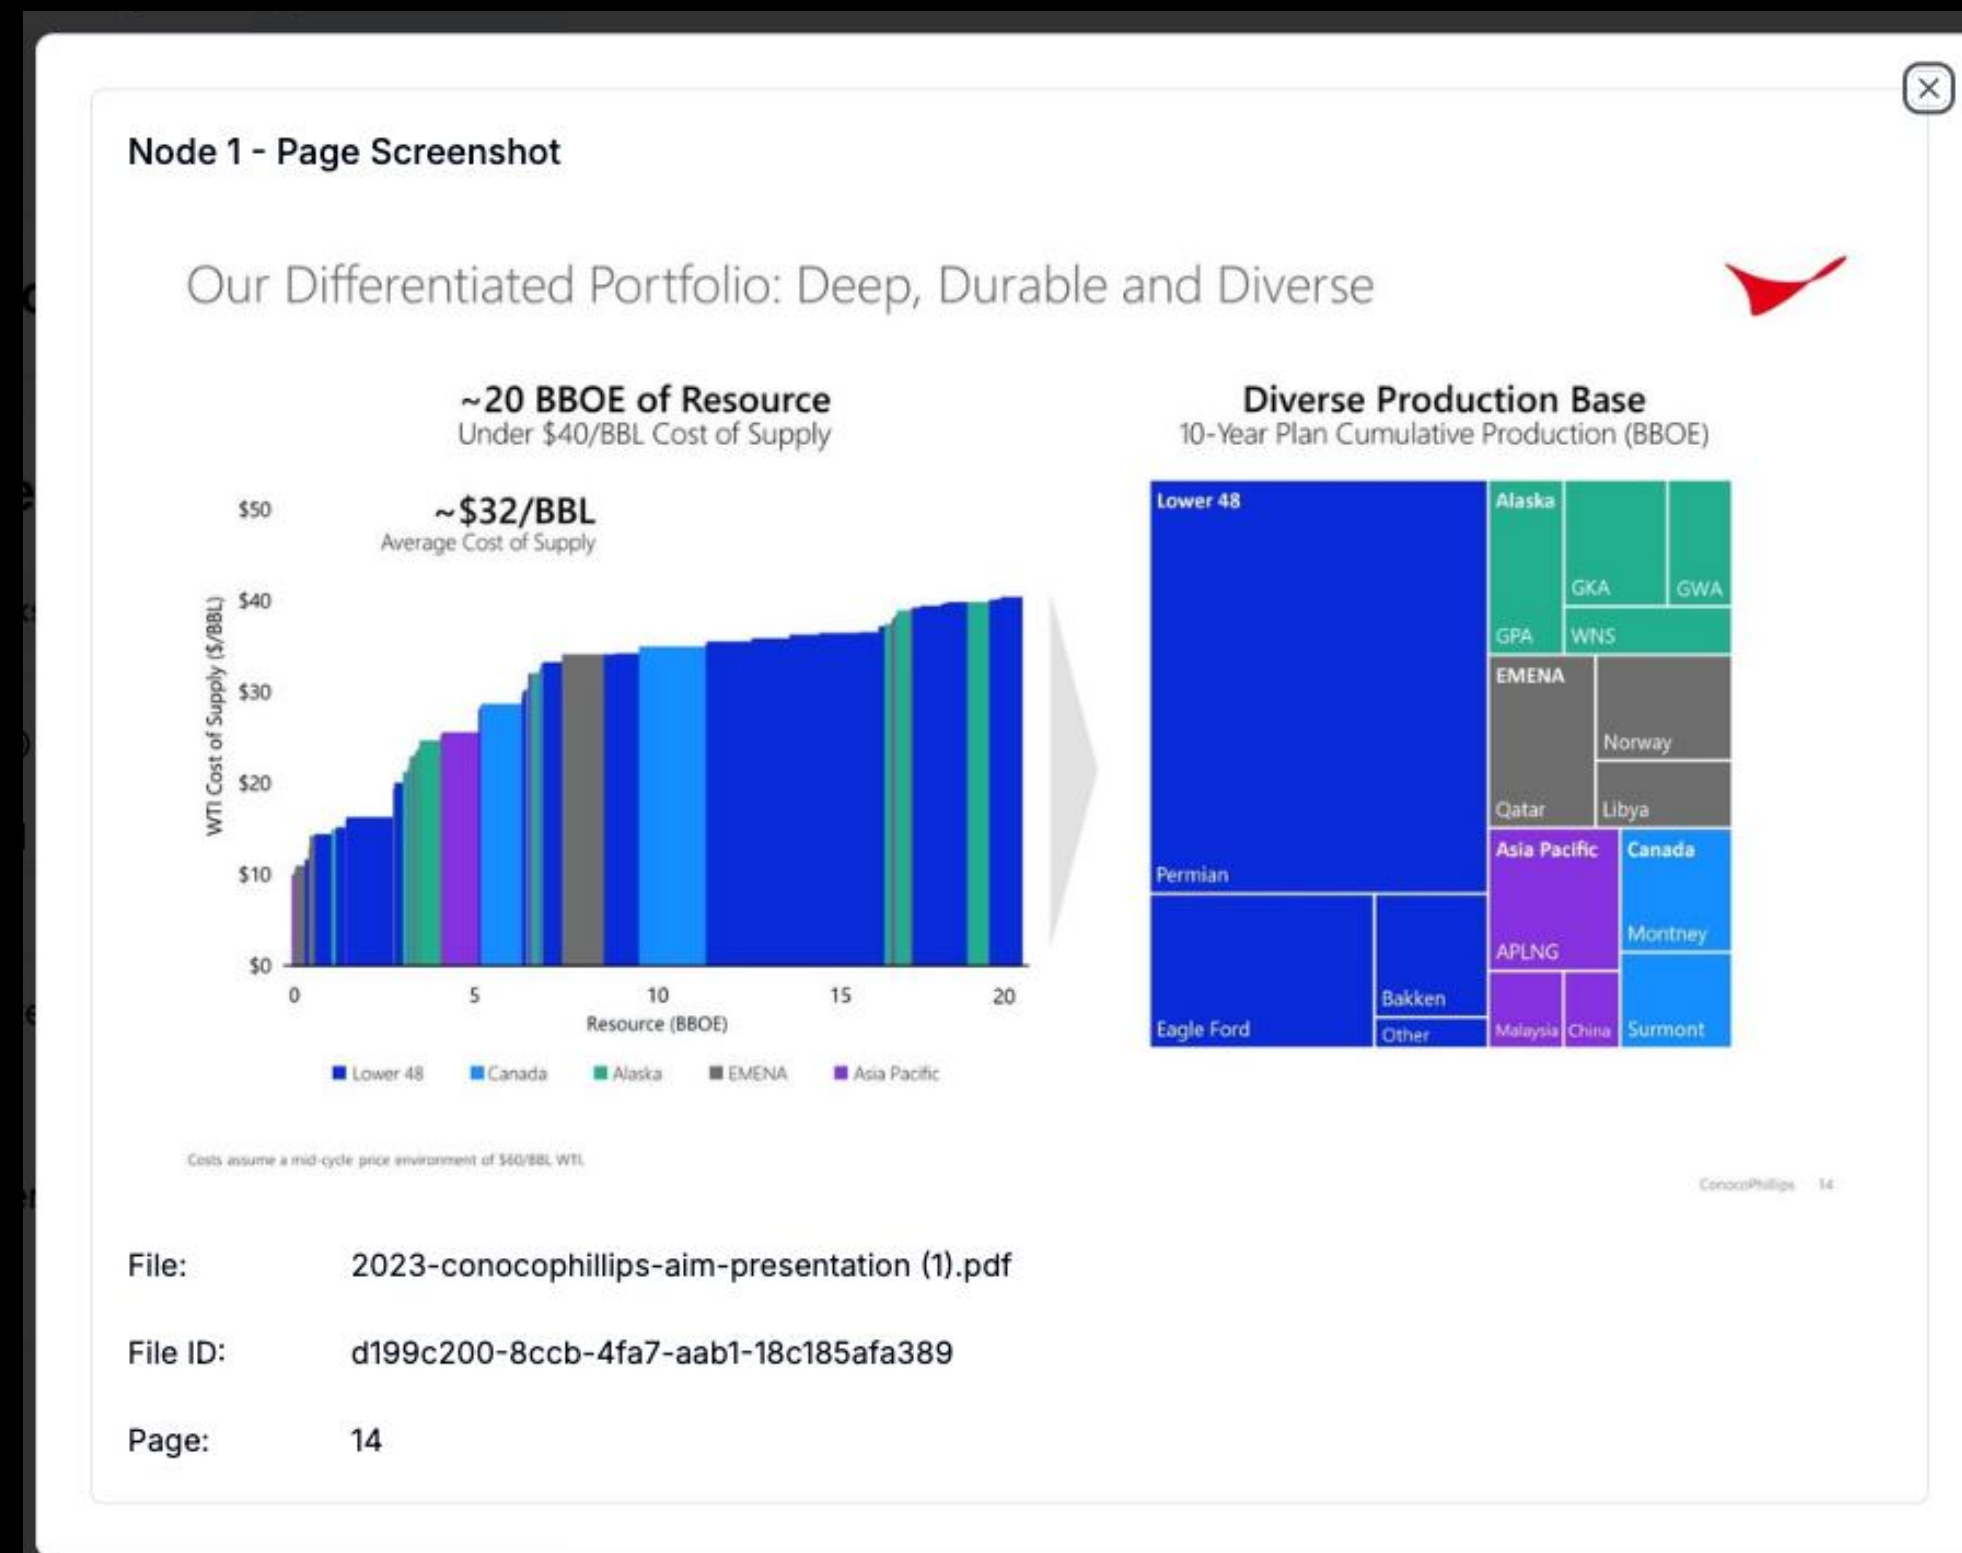 Node 1 - Page Screenshot
Our Differentiated Portfolio: Deep, Durable and Diverse
~20 BBOE of Resource
Under $40/BBL Cost of Supply
~$32/BBL
Average Cost of Supply
WTI Cost of Supply ($/BBL)
$50
$40
$30
$20
$10
$0
0 5 10 15 20
Resource (BBOE)
Lower 48 Canada Alaska EMENA Asia Pacific
Diverse Production Base
10-Year Plan Cumulative Production (BBOE)
Lower 48
Permian
Eagle Ford
Bakken
Other
Alaska
GKA
GWA
GPA
WNS
EMENA
Norway
Qatar
Libya
Asia Pacific
APLNG
Malaysia
China
Canada
Montney
Surmont
Costs assume a mid-cycle price environment of $60/BBL WTI.
ConocoPhillips 14
File: 2023-conocophillips-aim-presentation (1).pdf
File ID: d199c200-8ccb-4fa7-aab1-18c185afa389
Page: 14